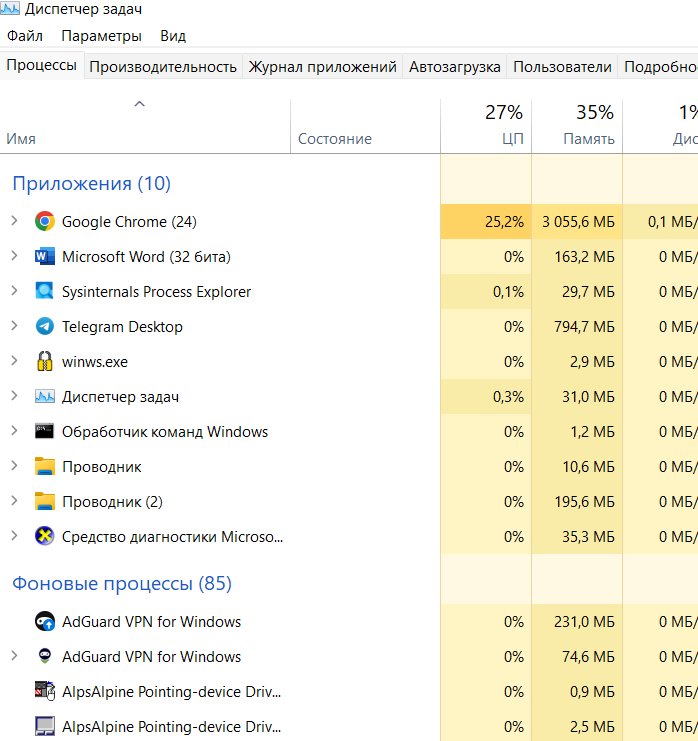 Диспетчер задач
Файл Параметры Вид
Процессы Производительность Журнал приложений Автозагрузка Пользователи Подробно
27% 35% 1%
Имя Состояние ЦП Память Дис
Приложения (10)
Google Chrome (24) 25,2% 3 055,6 МБ 0,1 МБ/
Microsoft Word (32 бита) 0% 163,2 МБ 0 МБ/
Sysinternals Process Explorer 0,1% 29,7 МБ 0 МБ/
Telegram Desktop 0% 794,7 МБ 0 МБ/
winws.exe 0% 2,9 МБ 0 МБ/
Диспетчер задач 0,3% 31,0 МБ 0 МБ/
Обработчик команд Windows 0% 1,2 МБ 0 МБ/
Проводник 0% 10,6 МБ 0 МБ/
Проводник (2) 0% 195,6 МБ 0 МБ/
Средство диагностики Microso... 0% 35,3 МБ 0 МБ/
Фоновые процессы (85)
AdGuard VPN for Windows 0% 231,0 МБ 0 МБ/
AdGuard VPN for Windows 0% 74,6 МБ 0 МБ/
AlpsAlpine Pointing-device Driv... 0% 0,9 МБ 0 МБ/
AlpsAlpine Pointing-device Driv... 0% 2,5 МБ 0 МБ/